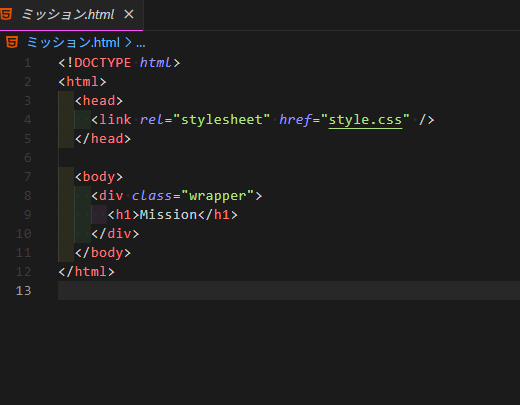 ミッション.html ×
ミッション.html > ...
1 <!DOCTYPE html>
2 <html>
3 <head>
4 <link rel="stylesheet" href="style.css" />
5 </head>
6
7 <body>
8 <div class="wrapper">
9 <h1>Mission</h1>
10 </div>
11 </body>
12 </html>
13